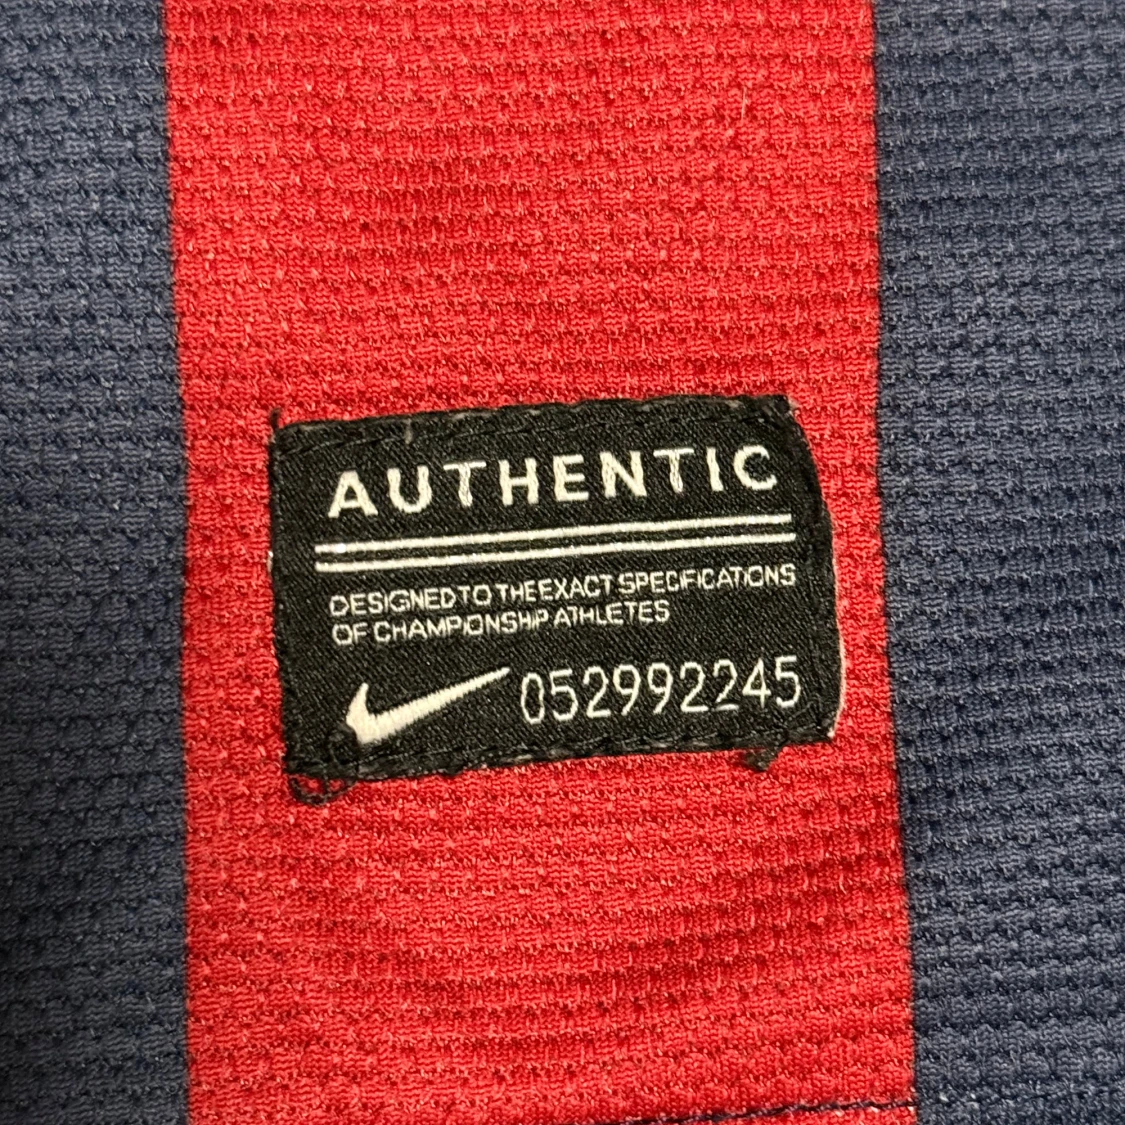 AUTHENTIC
DESIGNED TO THE EXACT SPECIFICATIONS
OF CHAMPIONSHIP ATHLETES
052992245